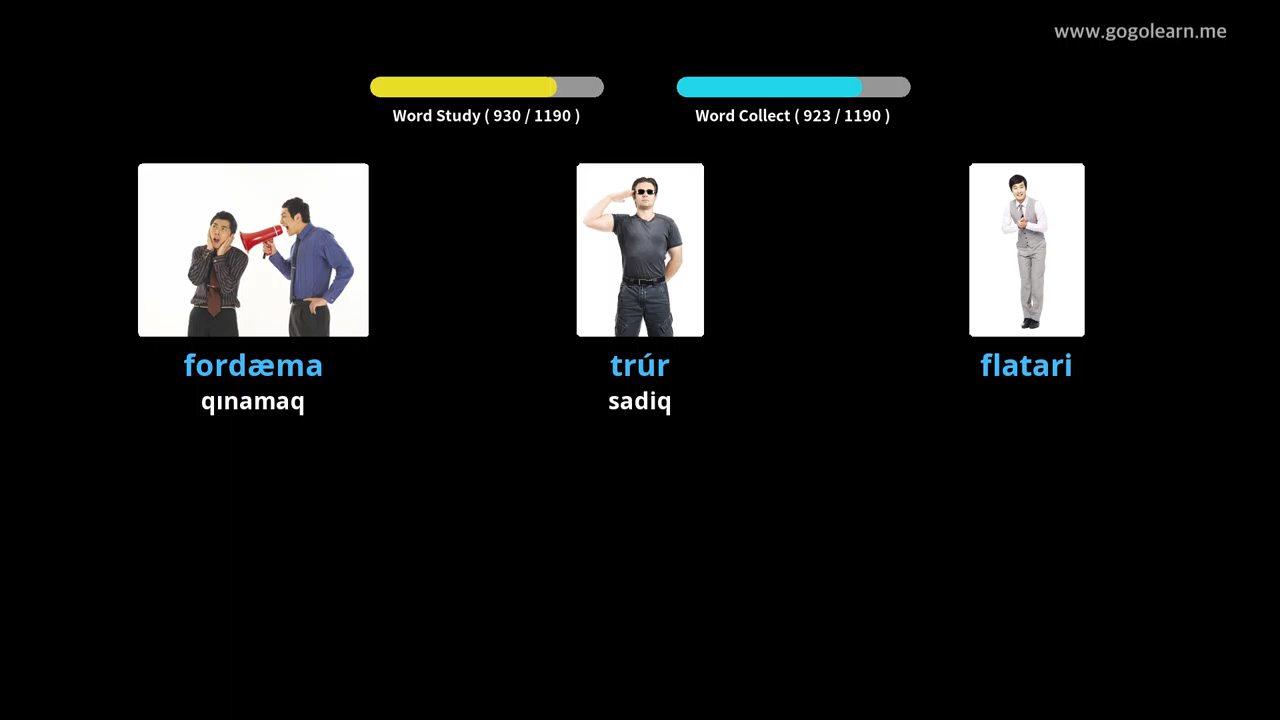 www.gogolearn.me
Word Study ( 930 / 1190 )
Word Collect ( 923 / 1190 )
fordæma
qınamaq
trúr
sadiq
flatari